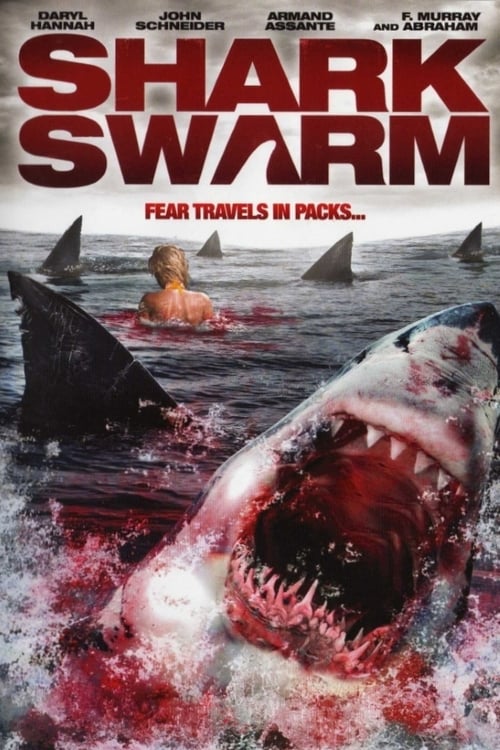 DARYL HANNAH JOHN SCHNEIDER ARMAND ASSANTE F. MURRAY AND ABRAHAM
SHARK
SWARM
FEAR TRAVELS IN PACKS...